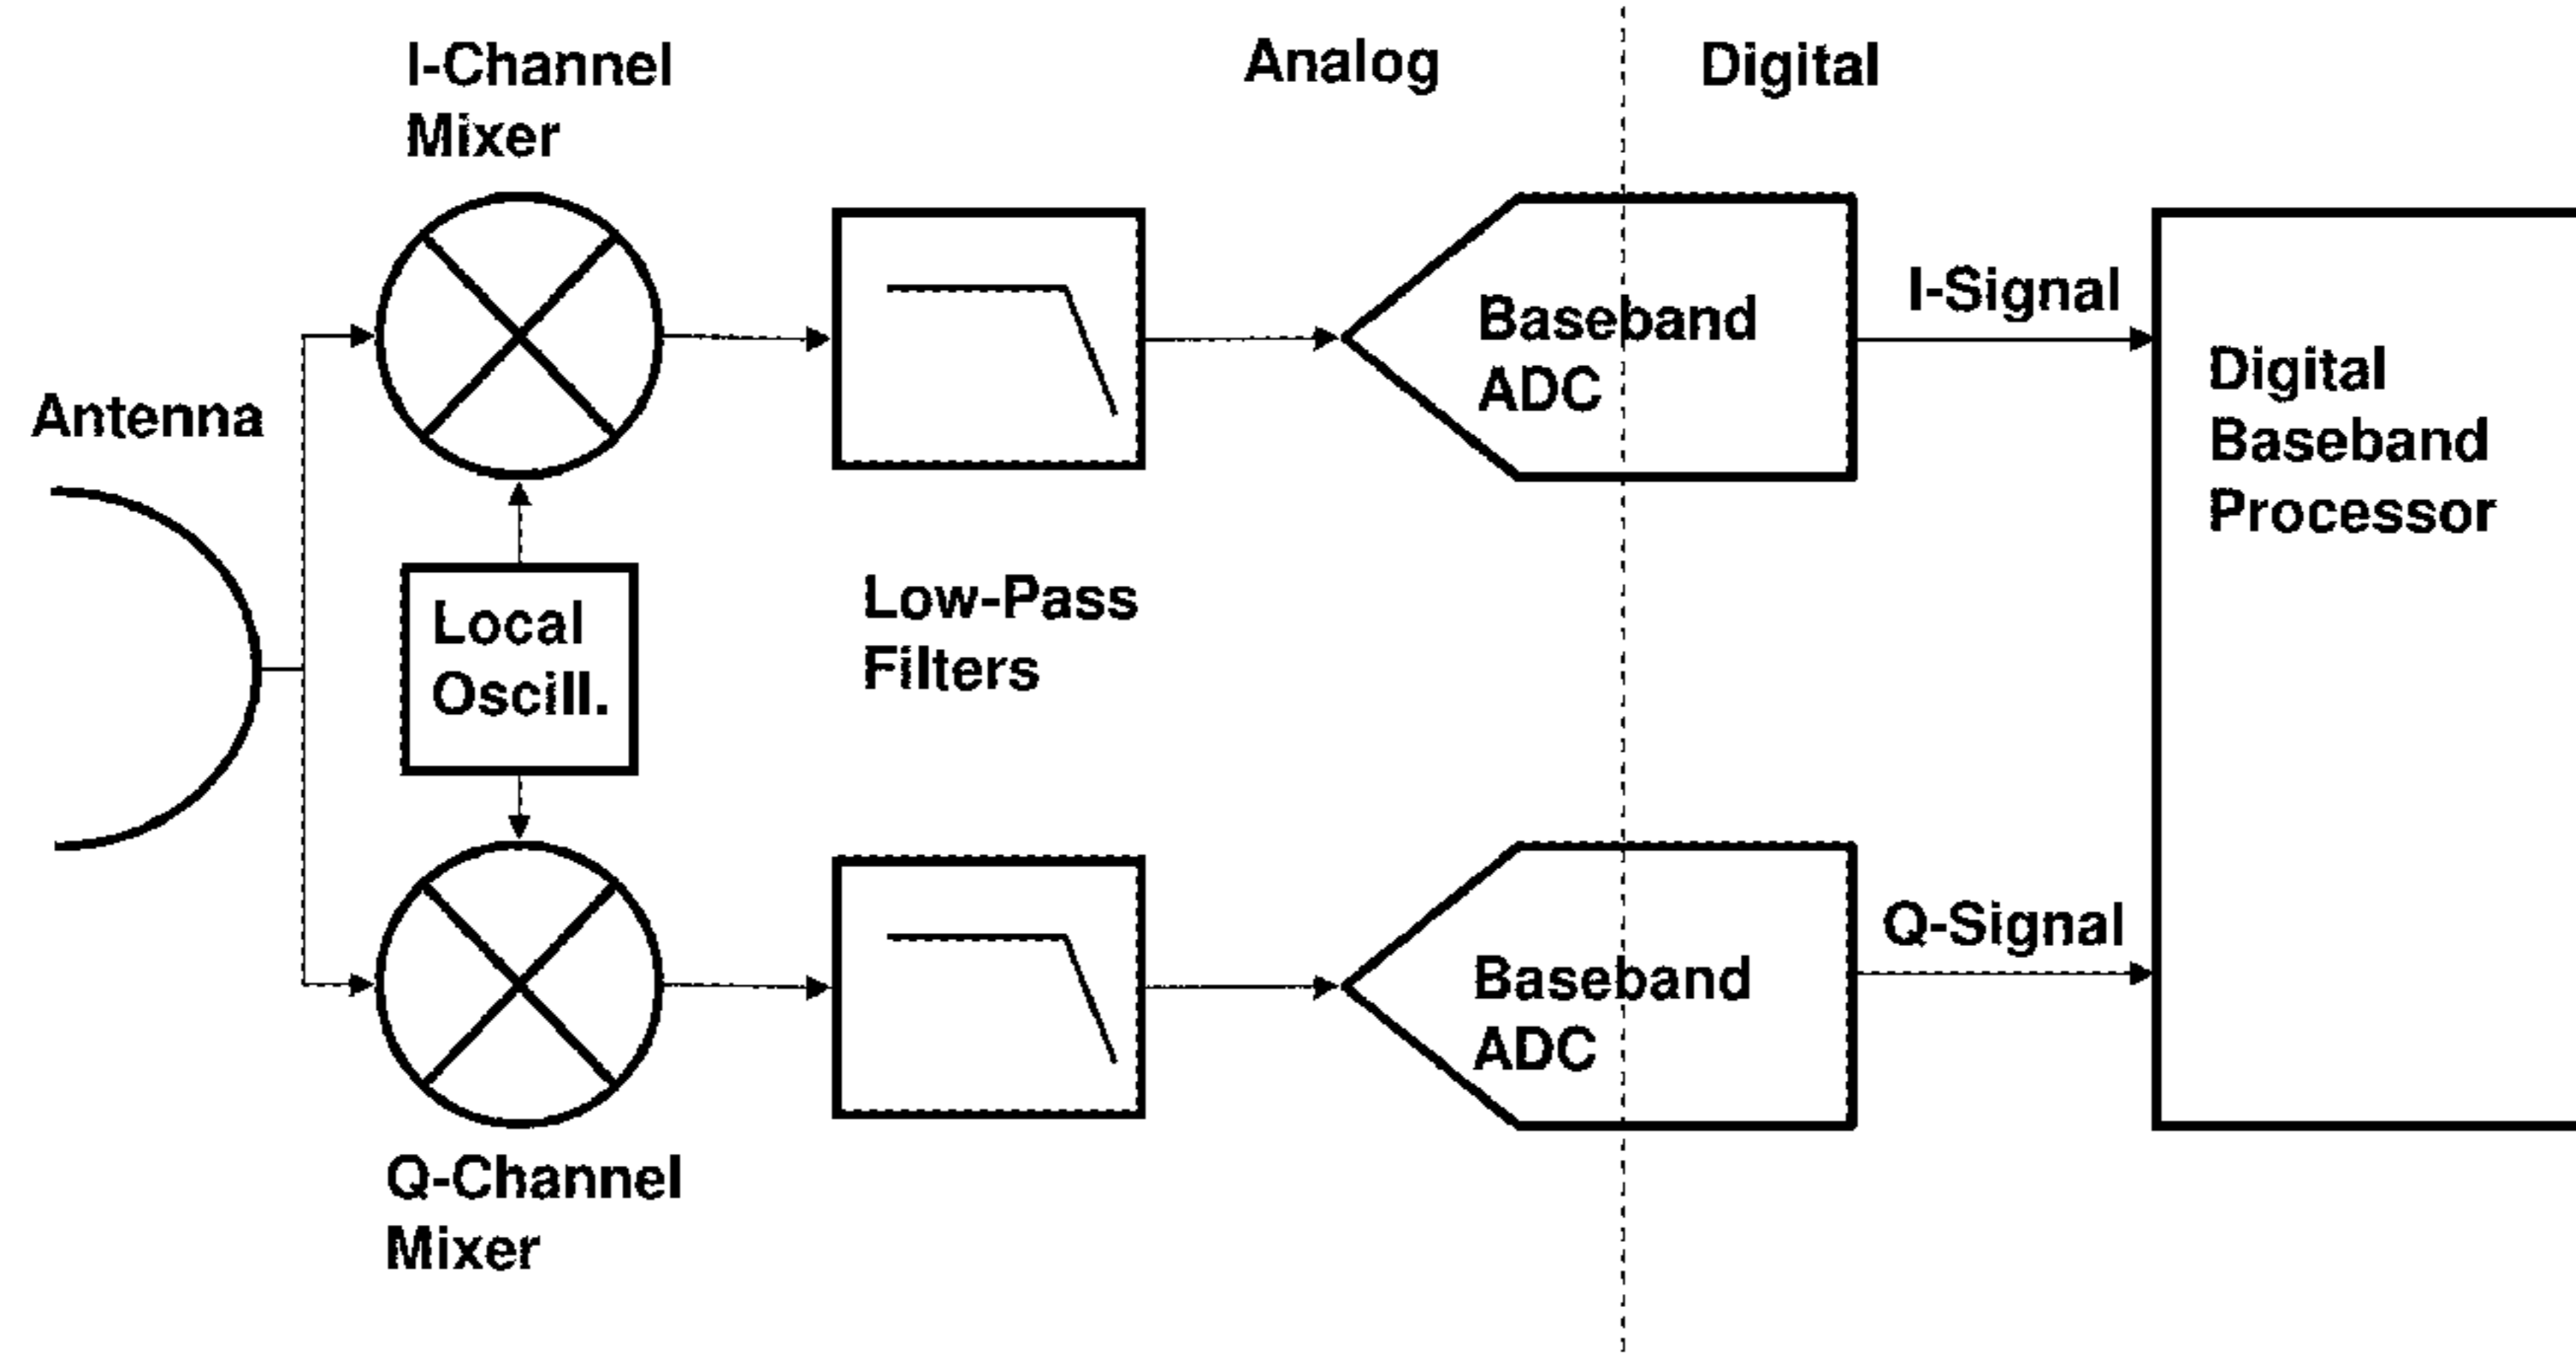 I-Channel
Mixer
Analog
Digital
Antenna
Baseband
ADC
I-Signal
Digital
Baseband
Processor
Local
Oscill.
Low-Pass
Filters
Baseband
ADC
Q-Signal
Q-Channel
Mixer